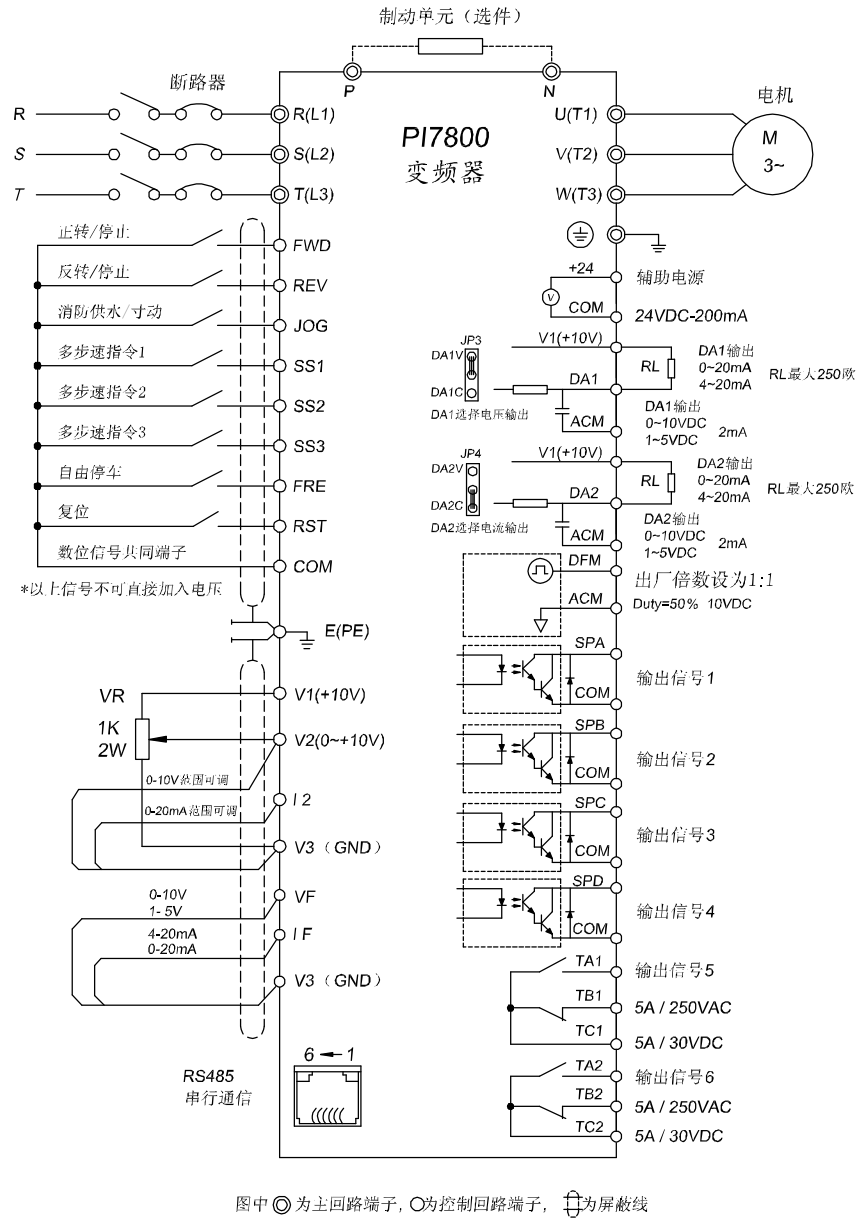 制动单元（选件）
P
N
断路器
R
S
T
R(L1)
S(L2)
T(L3)
PI7800
变频器
U(T1)
V(T2)
W(T3)
电机
M
3~
正转/停止
FWD
反转/停止
REV
消防供水/寸动
JOG
多步速指令1
SS1
多步速指令2
SS2
多步速指令3
SS3
自由停车
FRE
复位
RST
数位信号共同端子
COM
*以上信号不可直接加入电压
E(PE)
VR
1K
2W
V1(+10V)
V2(0~+10V)
0-10V范围可调
I2
0-20mA范围可调
V3（GND）
0-10V
1-5V
VF
4-20mA
0-20mA
IF
V3（GND）
RS485
串行通信
6
1
+24
辅助电源
V
COM
24VDC-200mA
JP3
DA1V
DA1C
DA1选择电压输出
V1(+10V)
DA1
ACM
RL
DA1输出
0~20mA
4~20mA
RL最大250欧
DA1输出
0~10VDC
1~5VDC
2mA
JP4
DA2V
DA2C
DA2选择电流输出
V1(+10V)
DA2
ACM
RL
DA2输出
0~20mA
4~20mA
RL最大250欧
DA2输出
0~10VDC
1~5VDC
2mA
DFM
ACM
出厂倍数设为1:1
Duty=50% 10VDC
SPA
COM
输出信号1
SPB
COM
输出信号2
SPC
COM
输出信号3
SPD
COM
输出信号4
TA1
输出信号5
TB1
5A / 250VAC
TC1
5A / 30VDC
TA2
输出信号6
TB2
5A / 250VAC
TC2
5A / 30VDC
图中 为主回路端子, 为控制回路端子, 为屏蔽线